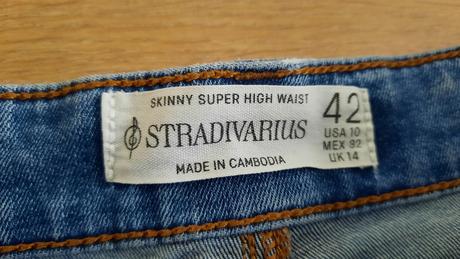 SKINNY SUPER HIGH WAIST
STRADIVARIUS
MADE IN CAMBODIA
42
USA 10
MEX 32
UK 14